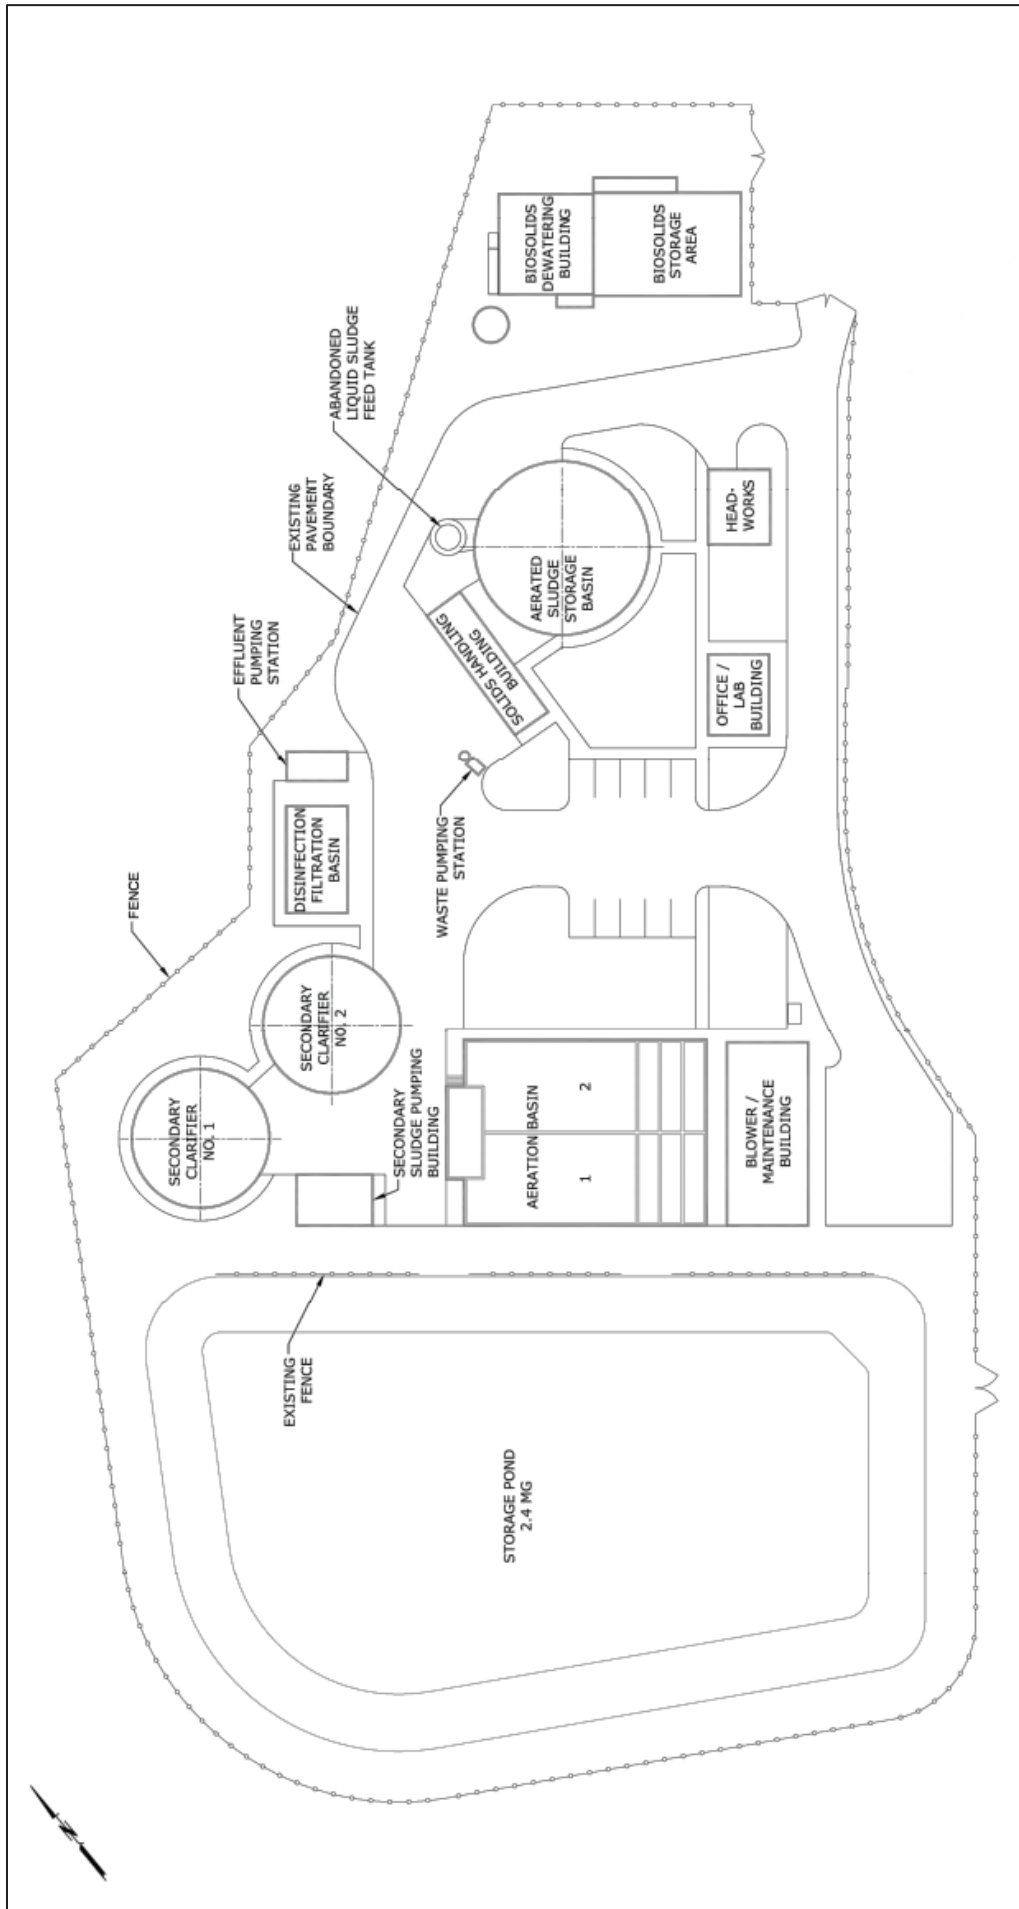 BIOSOLIDS
DEWATERING
BUILDING
BIOSOLIDS
STORAGE
AREA
ABANDONED
LIQUID SLUDGE
FEED TANK
EXISTING
PAVEMENT
BOUNDARY
EFFLUENT
PUMPING
STATION
HEAD-
WORKS
AERATED
SLUDGE
STORAGE
BASIN
SOLIDS HANDLING
BUILDING
OFFICE /
LAB
BUILDING
DISINFECTION
FILTRATION
BASIN
WASTE PUMPING
STATION
FENCE
SECONDARY
CLARIFIER
NO. 2
SECONDARY
CLARIFIER
NO. 1
SECONDARY
SLUDGE PUMPING
BUILDING
AERATION BASIN
1
2
BLOWER /
MAINTENANCE
BUILDING
EXISTING
FENCE
STORAGE POND
2.4 MG
N